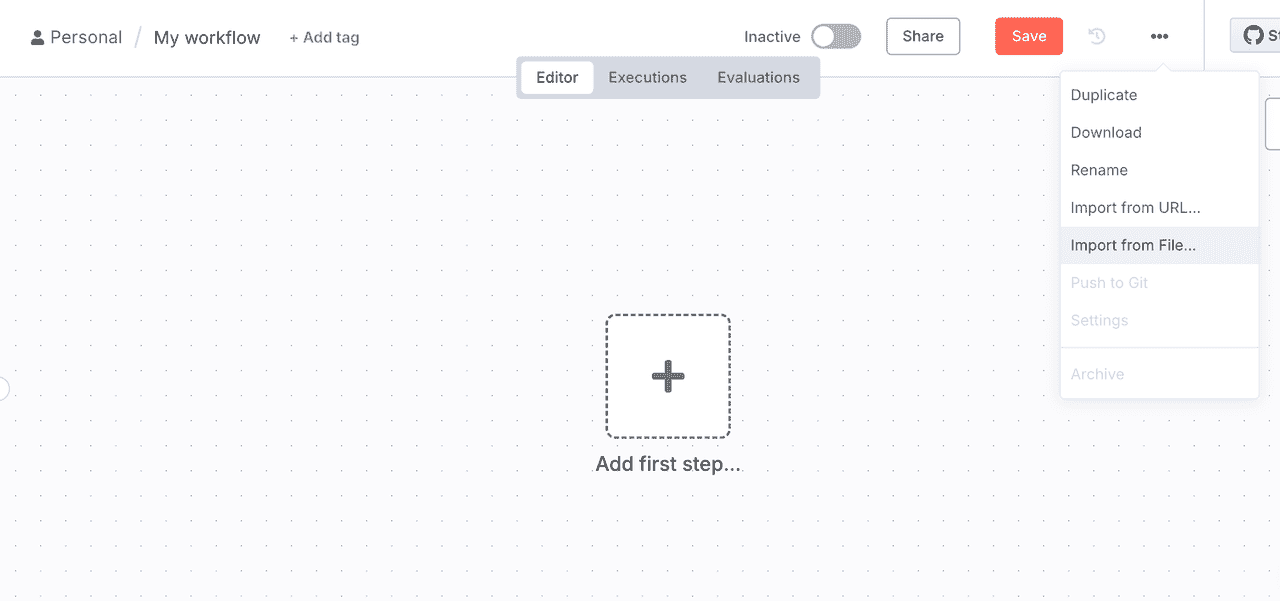 Personal / My workflow + Add tag Inactive Share Save ••• St
Editor Executions Evaluations
Duplicate
Download
Rename
Import from URL...
Import from File...
Push to Git
Settings
Archive
Add first step...